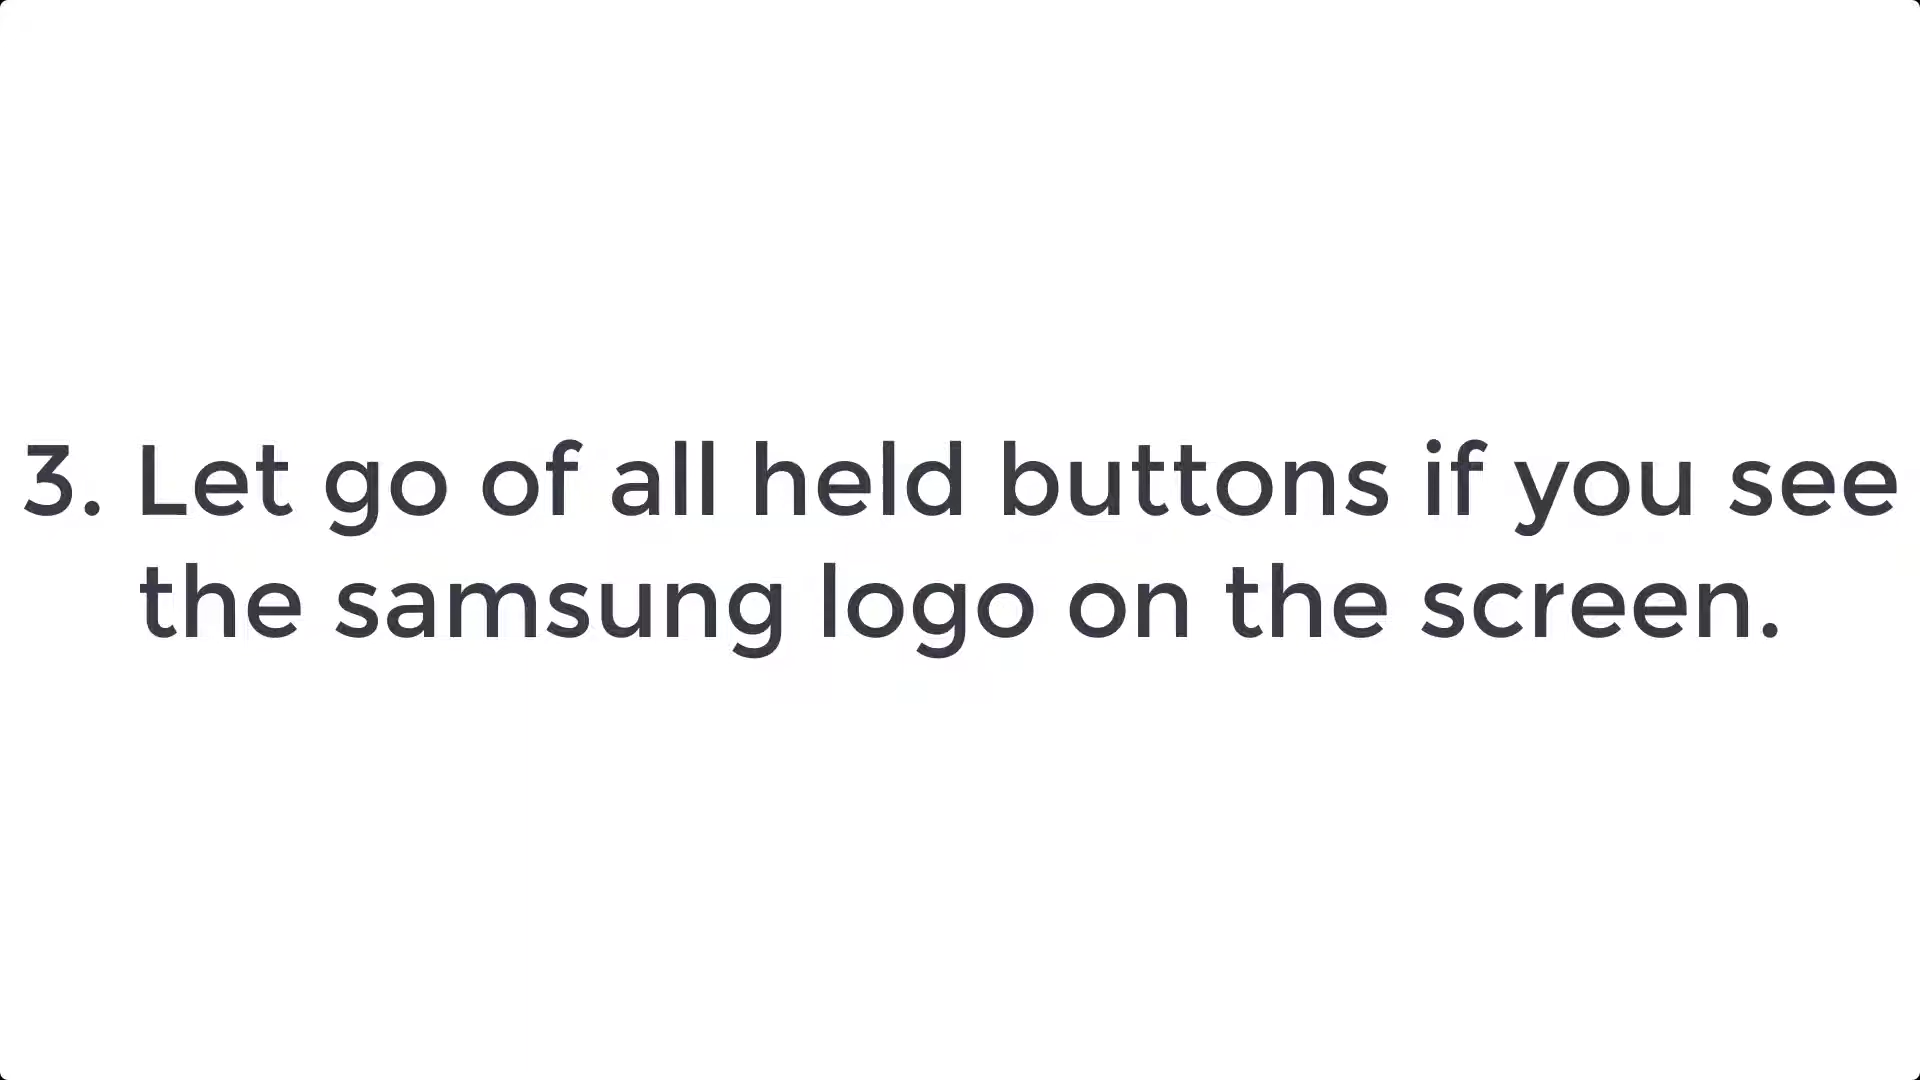 3. Let go of all held buttons if you see
the samsung logo on the screen.